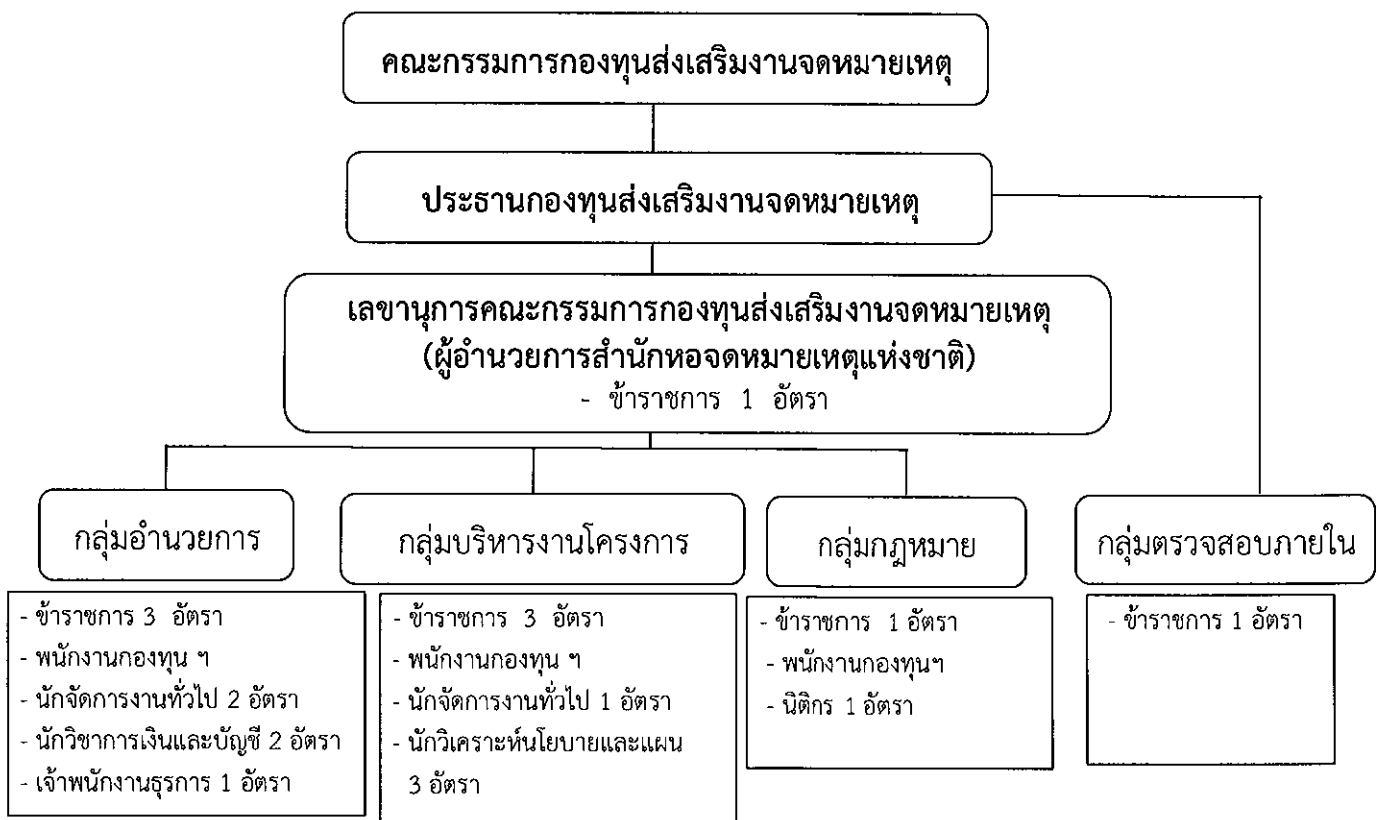 คณะกรรมการกองทุนส่งเสริมงานจดหมายเหตุ
ประธานกองทุนส่งเสริมงานจดหมายเหตุ
เลขานุการคณะกรรมการกองทุนส่งเสริมงานจดหมายเหตุ
(ผู้อำนวยการสำนักหอจดหมายเหตุแห่งชาติ)
- ข้าราชการ 1 อัตรา
กลุ่มอำนวยการ
- ข้าราชการ 3 อัตรา
- พนักงานกองทุน ฯ
- นักจัดการงานทั่วไป 2 อัตรา
- นักวิชาการเงินและบัญชี 2 อัตรา
- เจ้าพนักงานธุรการ 1 อัตรา
กลุ่มบริหารงานโครงการ
- ข้าราชการ 3 อัตรา
- พนักงานกองทุน ฯ
- นักจัดการงานทั่วไป 1 อัตรา
- นักวิเคราะห์นโยบายและแผน
3 อัตรา
กลุ่มกฎหมาย
- ข้าราชการ 1 อัตรา
- พนักงานกองทุนฯ
- นิติกร 1 อัตรา
กลุ่มตรวจสอบภายใน
- ข้าราชการ 1 อัตรา